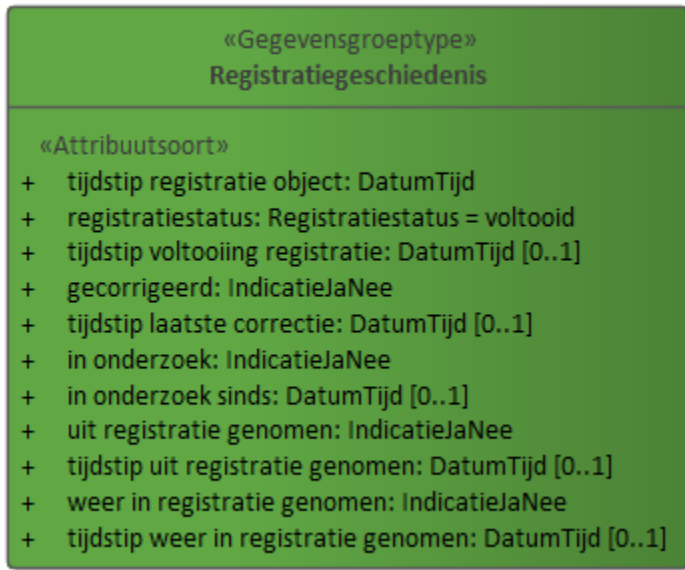 «Gegevensgroeptype»
Registratiegeschiedenis
«Attribuutsoort»
+ tijdstip registratie object: DatumTijd
+ registratiestatus: Registratiestatus = voltooid
+ tijdstip voltooiing registratie: DatumTijd [0..1]
+ gecorrigeerd: IndicatieJaNee
+ tijdstip laatste correctie: DatumTijd [0..1]
+ in onderzoek: IndicatieJaNee
+ in onderzoek sinds: DatumTijd [0..1]
+ uit registratie genomen: IndicatieJaNee
+ tijdstip uit registratie genomen: DatumTijd [0..1]
+ weer in registratie genomen: IndicatieJaNee
+ tijdstip weer in registratie genomen: DatumTijd [0..1]